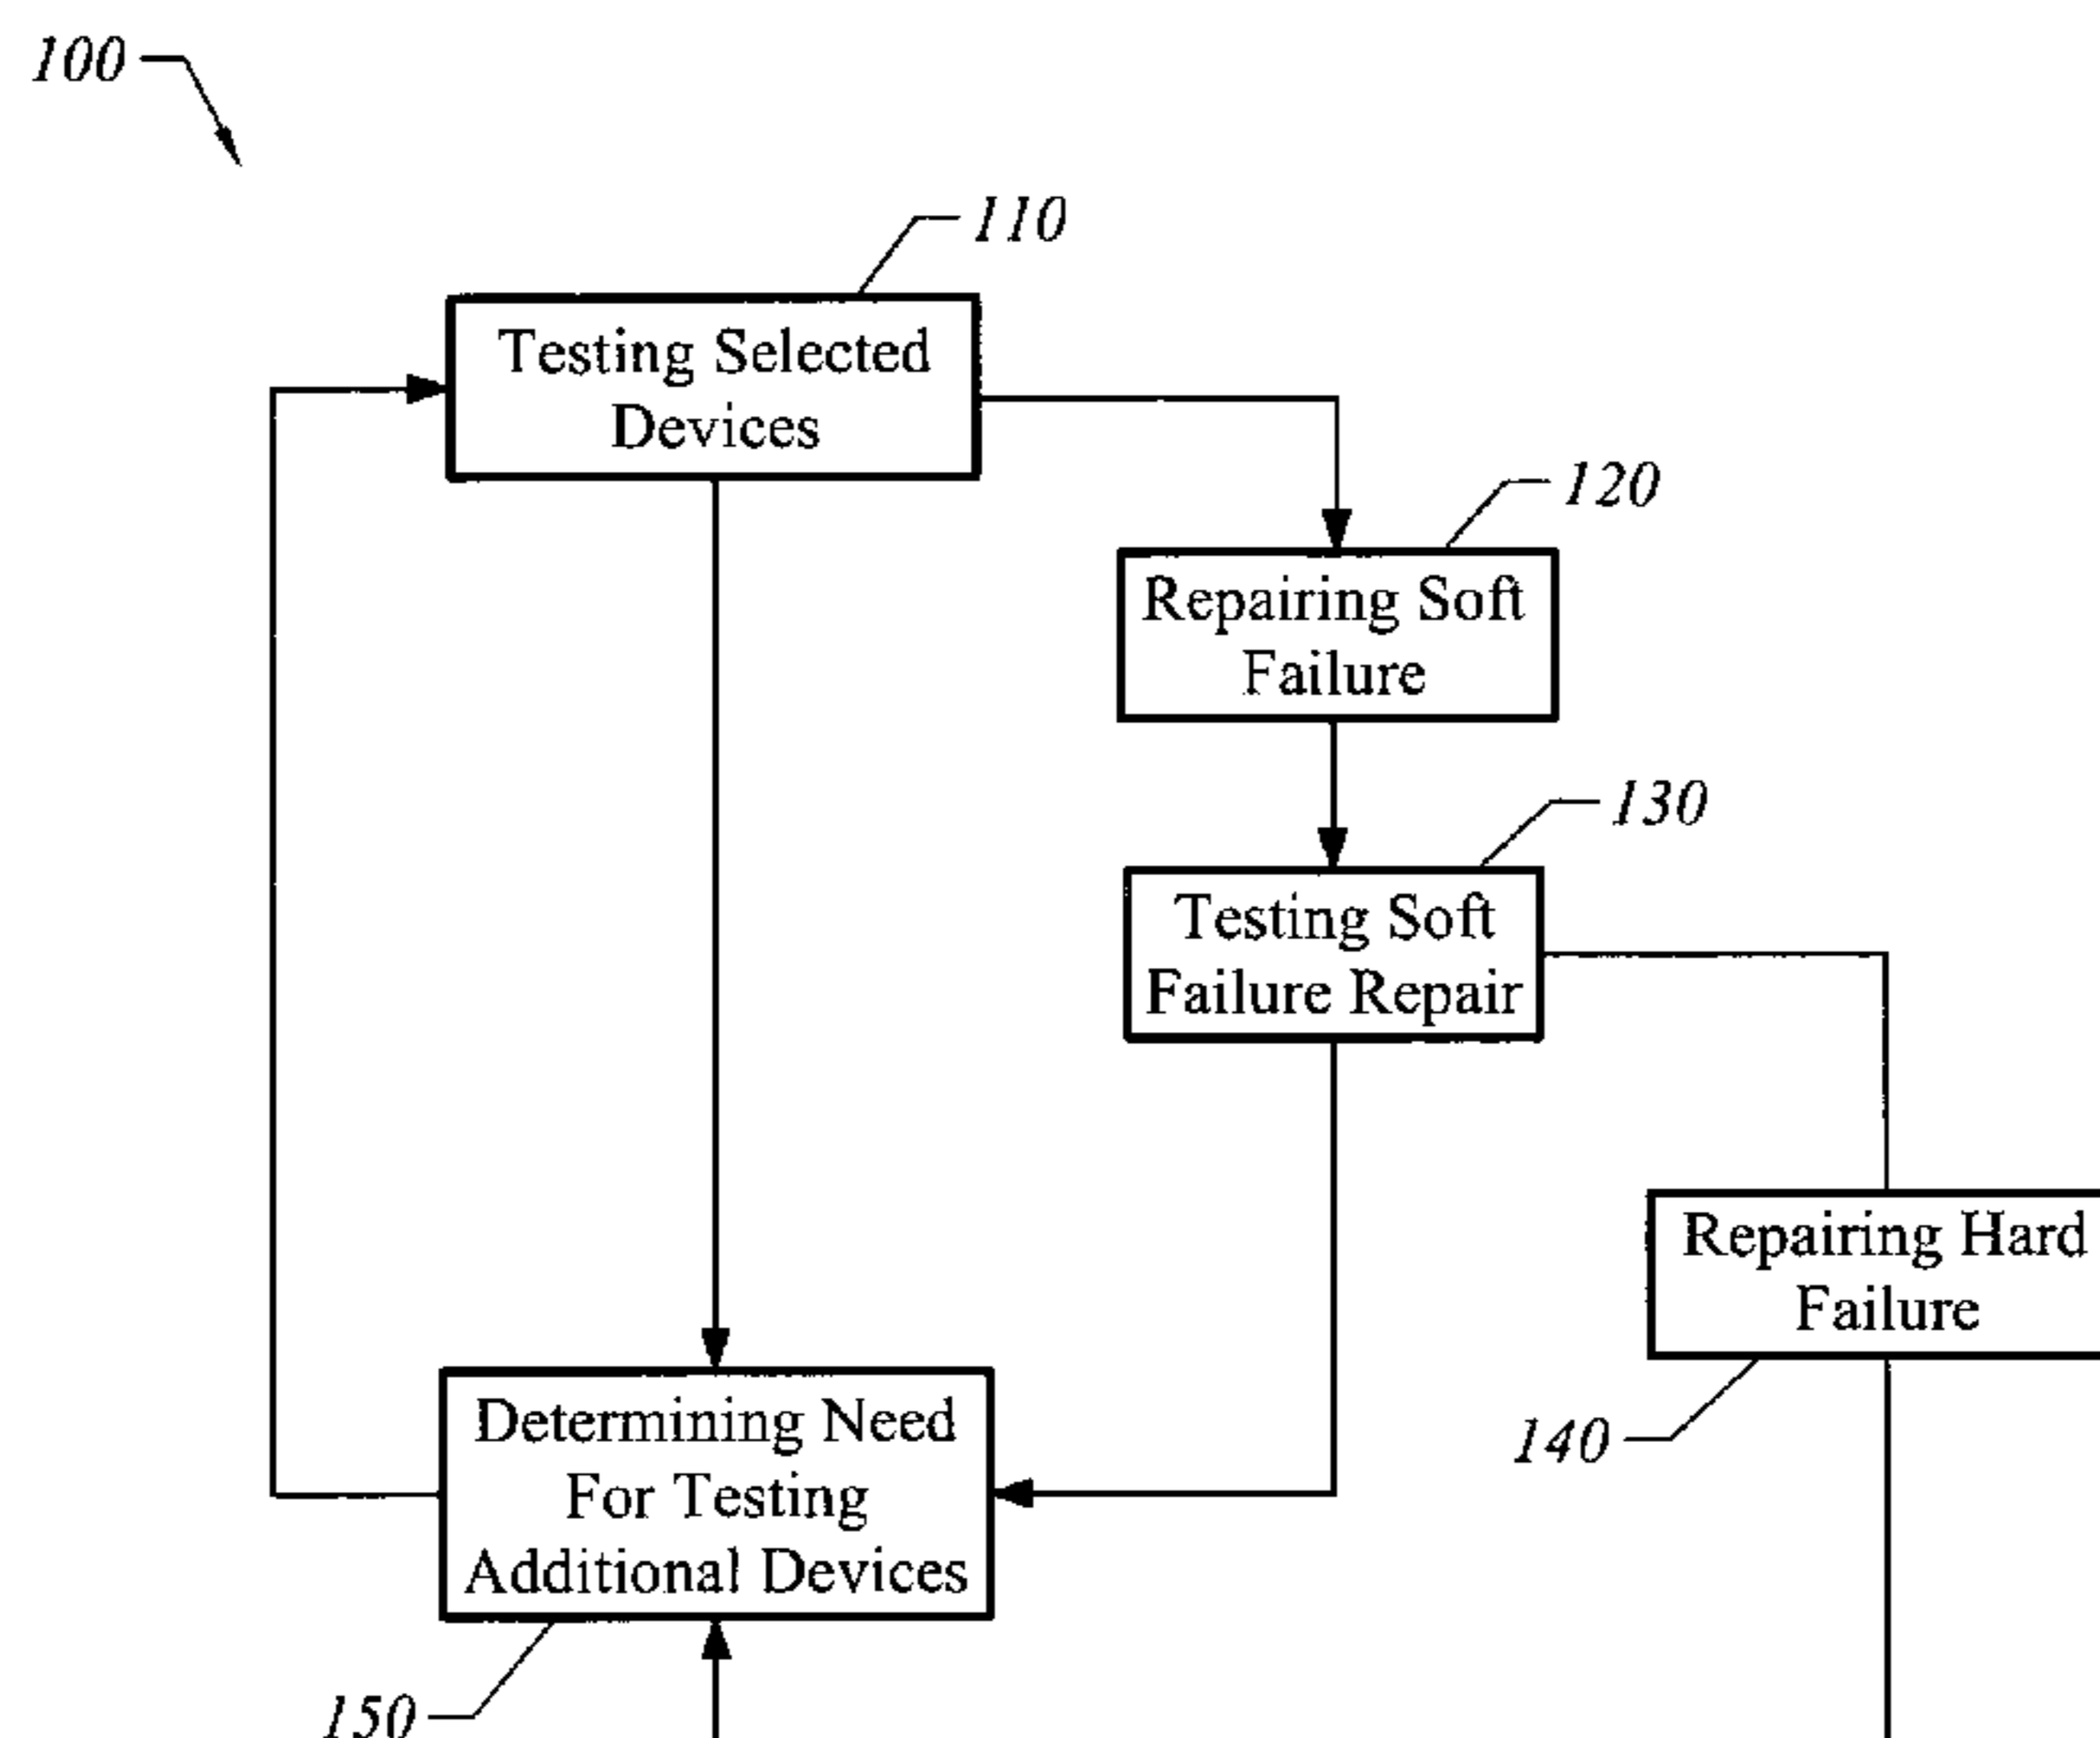 100
110
Testing Selected
Devices
120
Repairing Soft
Failure
130
Testing Soft
Failure Repair
Repairing Hard
Failure
140
Determining Need
For Testing
Additional Devices
150